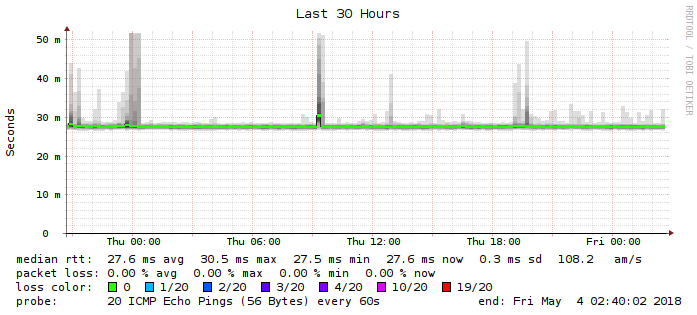 Last 30 Hours
RRDTOOL / TOBI OETIKER
Seconds
50 m
40 m
30 m
20 m
10 m
0
Thu 00:00 Thu 06:00 Thu 12:00 Thu 18:00 Fri 00:00
median rtt: 27.6 ms avg 30.5 ms max 27.5 ms min 27.6 ms now 0.3 ms sd 108.2 am/s
packet loss: 0.00 % avg 0.00 % max 0.00 % min 0.00 % now
loss color: 0 1/20 2/20 3/20 4/20 10/20 19/20
probe: 20 ICMP Echo Pings (56 Bytes) every 60s end: Fri May 4 02:40:02 2018